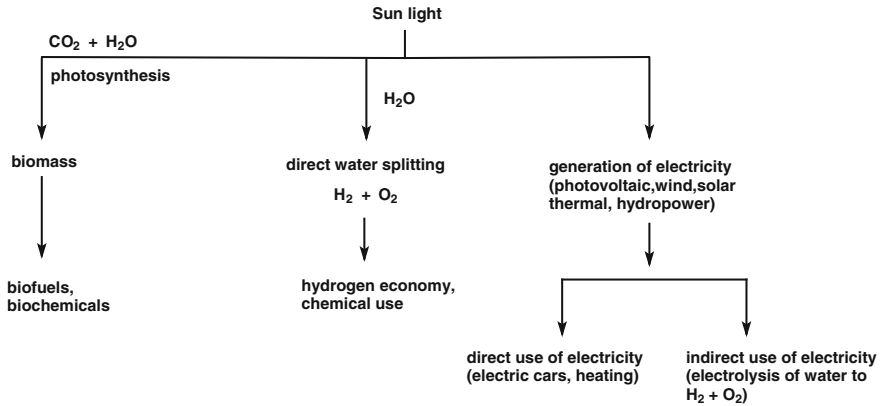 Sun light
CO₂ + H₂O
photosynthesis
H₂O
biomass
direct water splitting
H₂ + O₂
generation of electricity
(photovoltaic,wind,solar
thermal, hydropower)
biofuels,
biochemicals
hydrogen economy,
chemical use
direct use of electricity
(electric cars, heating)
indirect use of electricity
(electrolysis of water to
H₂ + O₂)